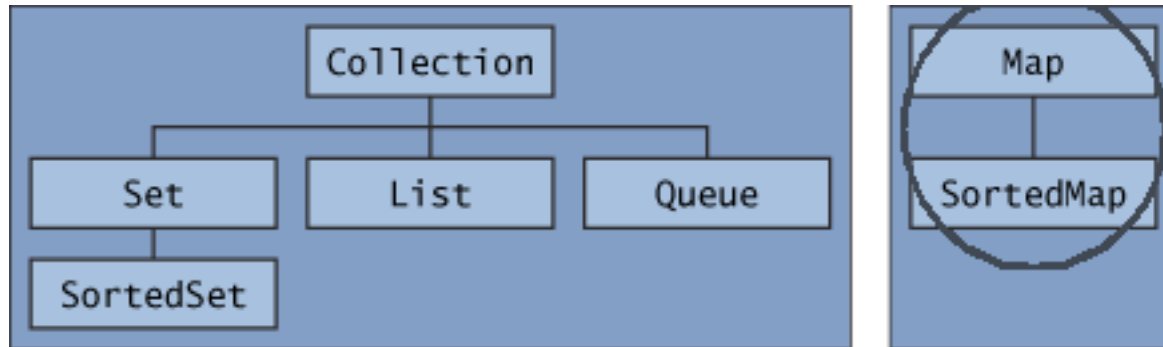 Collection
Map
Set
List
Queue
SortedMap
SortedSet